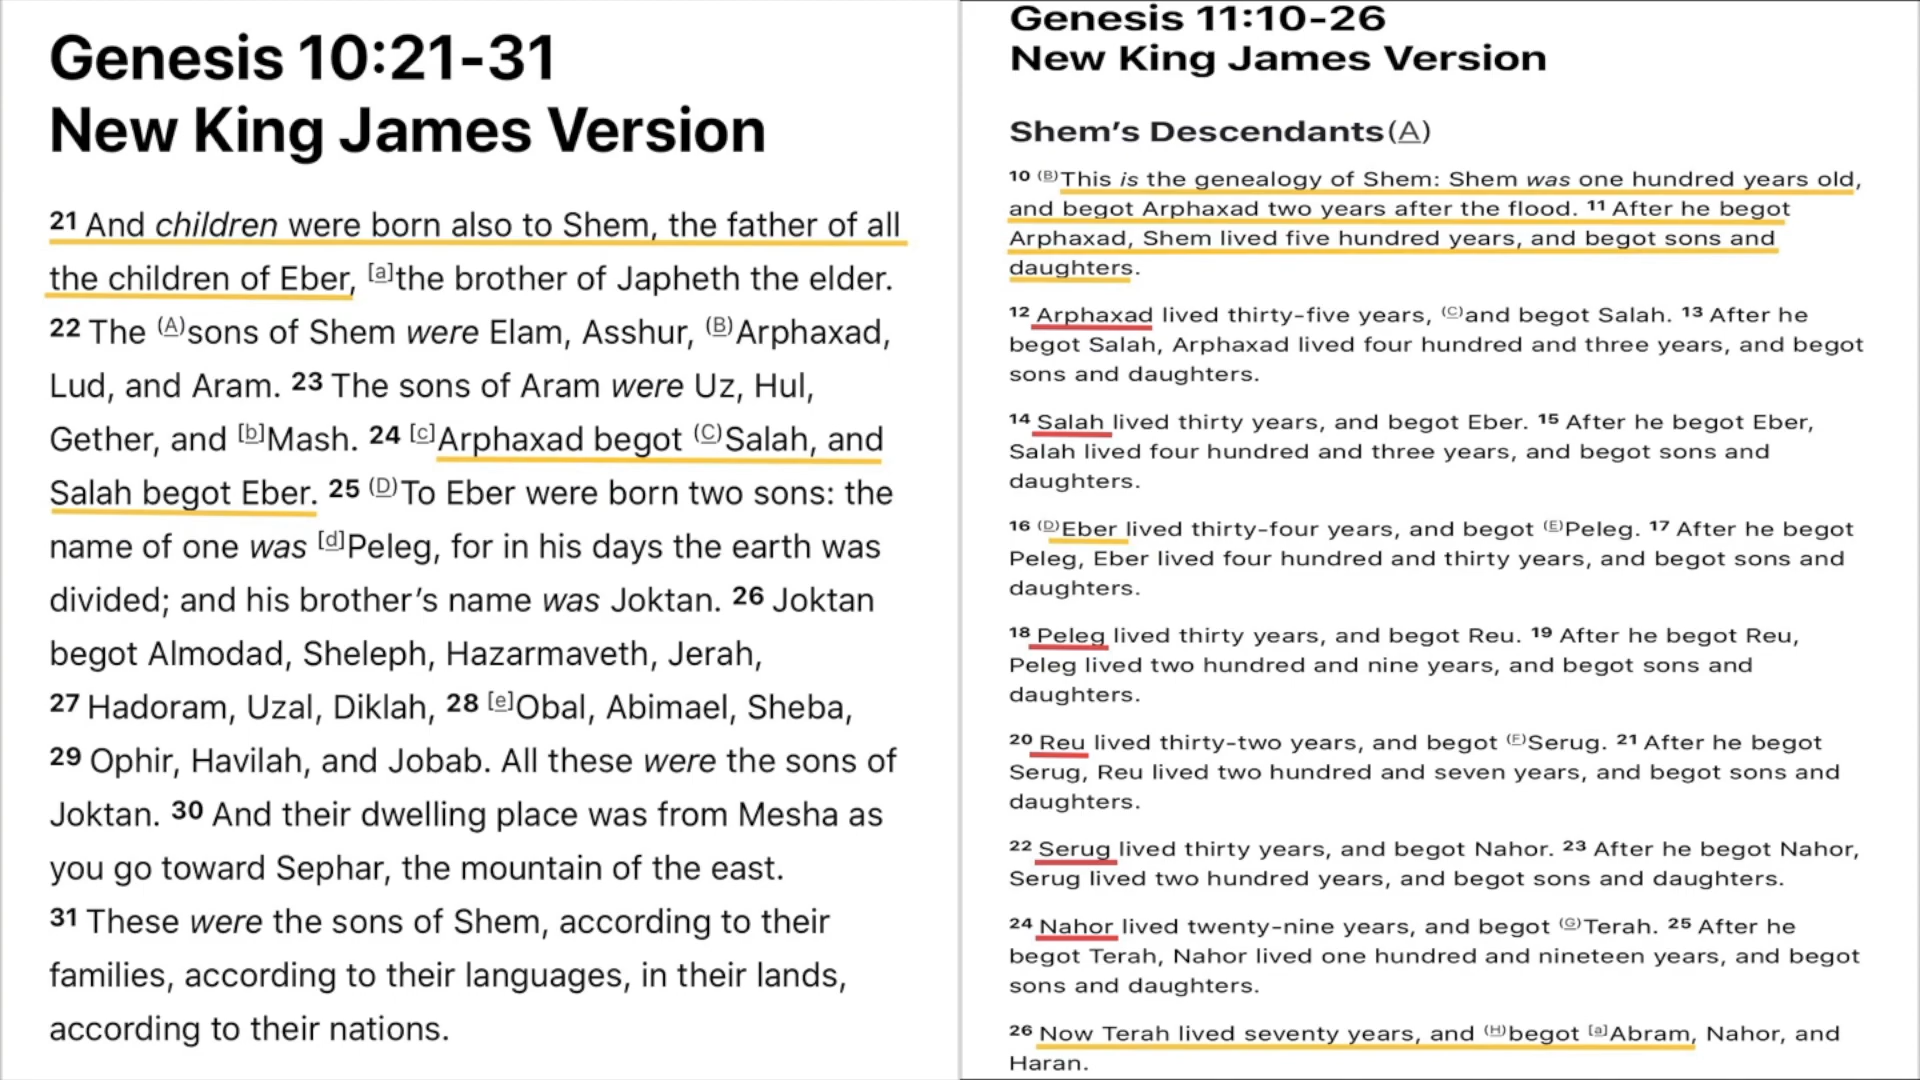 Genesis 10:21-31
New King James Version
21 And children were born also to Shem, the father of all
the children of Eber, [a]the brother of Japheth the elder.
22 The (A)sons of Shem were Elam, Asshur, (B)Arphaxad,
Lud, and Aram. 23 The sons of Aram were Uz, Hul,
Gether, and [b]Mash. 24 [c]Arphaxad begot (C)Salah, and
Salah begot Eber. 25 (D)To Eber were born two sons: the
name of one was [d]Peleg, for in his days the earth was
divided; and his brother's name was Joktan. 26 Joktan
begot Almodad, Sheleph, Hazarmaveth, Jerah,
27 Hadoram, Uzal, Diklah, 28 [e]Obal, Abimael, Sheba,
29 Ophir, Havilah, and Jobab. All these were the sons of
Joktan. 30 And their dwelling place was from Mesha as
you go toward Sephar, the mountain of the east.
31 These were the sons of Shem, according to their
families, according to their languages, in their lands,
according to their nations.
Genesis 11:10-26
New King James Version
Shem's Descendants(A)
10 (B)This is the genealogy of Shem: Shem was one hundred years old,
and begot Arphaxad two years after the flood. 11 After he begot
Arphaxad, Shem lived five hundred years, and begot sons and
daughters.
12 Arphaxad lived thirty-five years, (C)and begot Salah. 13 After he
begot Salah, Arphaxad lived four hundred and three years, and begot
sons and daughters.
14 Salah lived thirty years, and begot Eber. 15 After he begot Eber,
Salah lived four hundred and three years, and begot sons and
daughters.
16 (D)Eber lived thirty-four years, and begot (E)Peleg. 17 After he begot
Peleg, Eber lived four hundred and thirty years, and begot sons and
daughters.
18 Peleg lived thirty years, and begot Reu. 19 After he begot Reu,
Peleg lived two hundred and nine years, and begot sons and
daughters.
20 Reu lived thirty-two years, and begot (F)Serug. 21 After he begot
Serug, Reu lived two hundred and seven years, and begot sons and
daughters.
22 Serug lived thirty years, and begot Nahor. 23 After he begot Nahor,
Serug lived two hundred years, and begot sons and daughters.
24 Nahor lived twenty-nine years, and begot (G)Terah. 25 After he
begot Terah, Nahor lived one hundred and nineteen years, and begot
sons and daughters.
26 Now Terah lived seventy years, and (H)begot [a]Abram, Nahor, and
Haran.